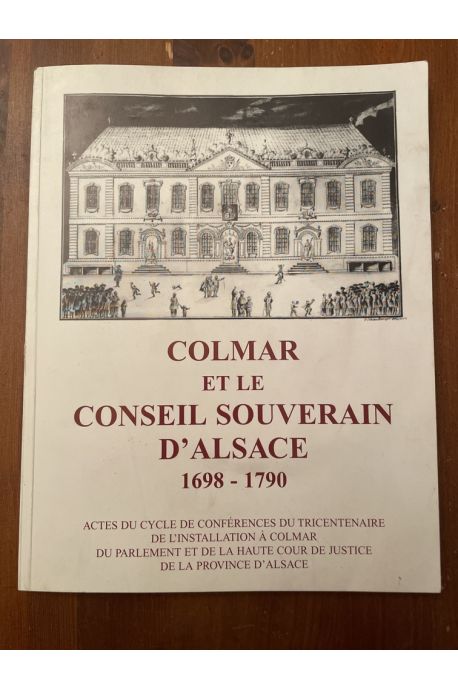 COLMAR
ET LE
CONSEIL SOUVERAIN
D'ALSACE
1698 - 1790
ACTES DU CYCLE DE CONFÉRENCES DU TRICENTENAIRE
DE L'INSTALLATION À COLMAR
DU PARLEMENT ET DE LA HAUTE COUR DE JUSTICE
DE LA PROVINCE D'ALSACE